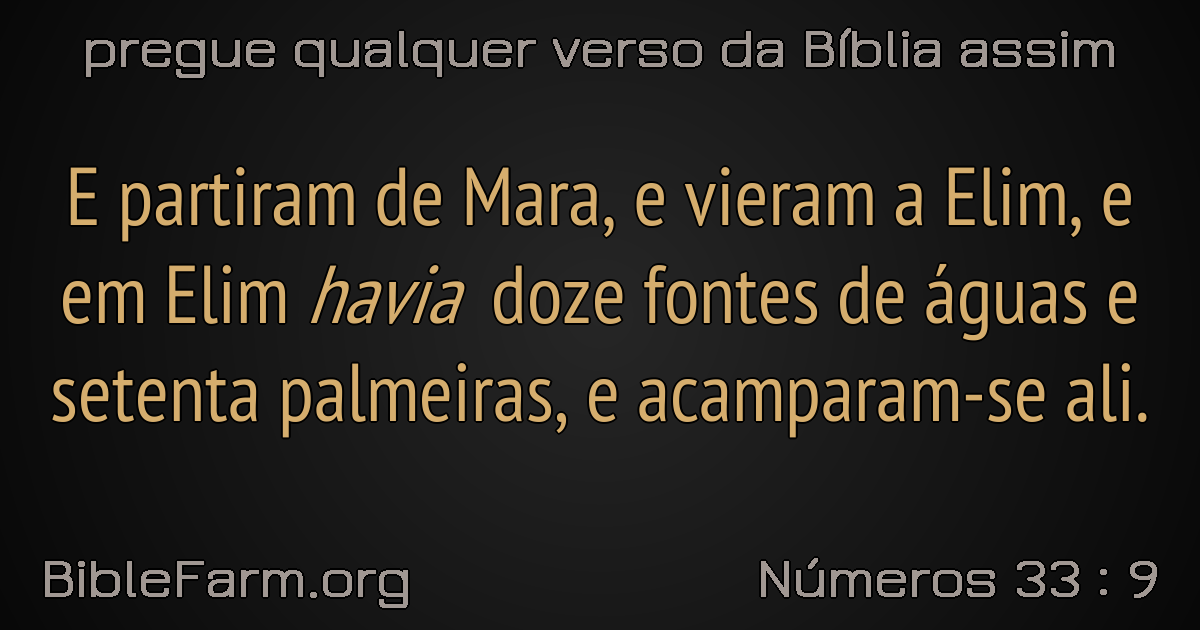 pregue qualquer verso da Bíblia assim
E partiram de Mara, e vieram a Elim, e
em Elim havia doze fontes de águas e
setenta palmeiras, e acamparam-se ali.
BibleFarm.org
Números 33 : 9